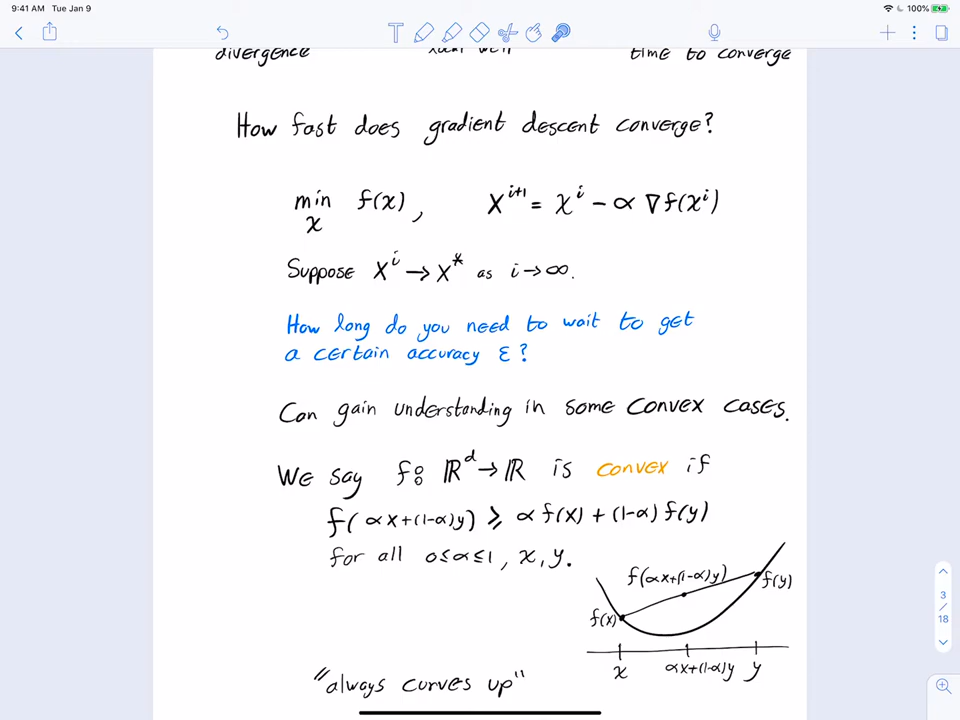 9:41 AM Tue Jan 9
100%
T
divergence
time to converge
How fast does gradient descent converge?
min f(x), X^{i+1} = x^i − α ∇f(x^i)
x
Suppose x^i → x^* as i→∞.
How long do you need to wait to get
a certain accuracy ε?
Can gain understanding in some convex cases.
We say f: ℝ^d → ℝ is convex if
f(αx+(1-α)y) ≥ αf(x) + (1-α)f(y)
for all 0≤α≤1, x, y.
f(αx+(1-α)y)
f(y)
f(x)
x αx+(1-α)y y
"always curves up"
3
/
18